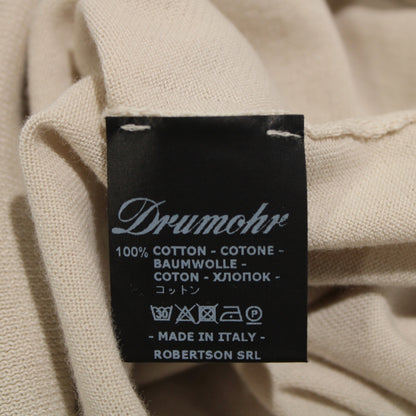 Drumohr
100% COTTON - COTONE -
BAUMWOLLE -
COTON - ХЛОПОК -
コットン
30
P
- MADE IN ITALY -
ROBERTSON SRL